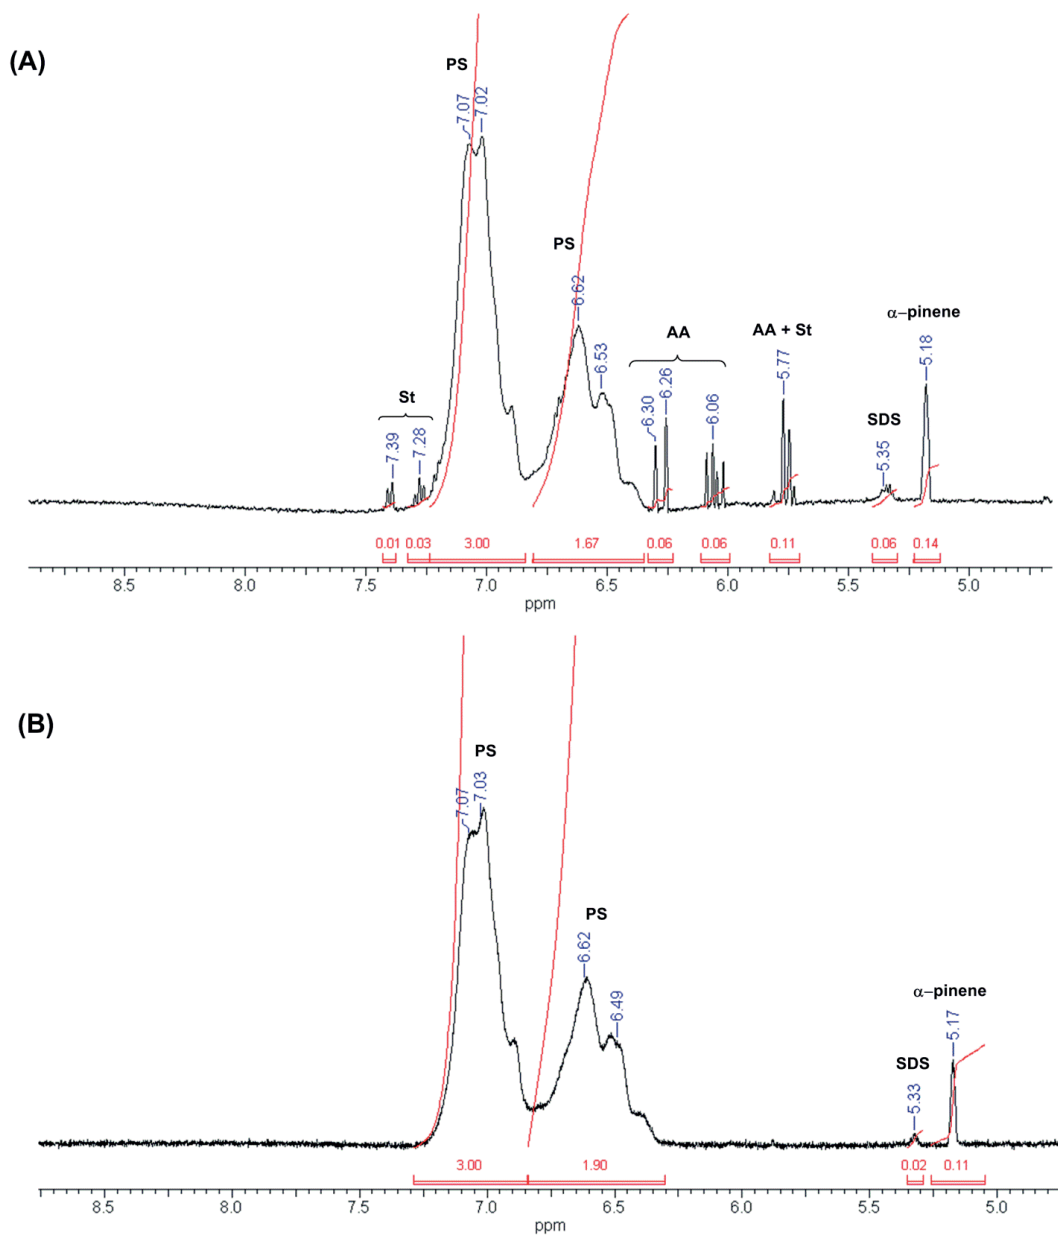 (A)
PS
7.07
7.02
PS
6.62
6.53
AA
6.30
6.26
6.06
AA + St
5.77
α–pinene
5.18
SDS
5.35
St
7.39
7.28
0.01 0.03 3.00 1.67 0.06 0.06 0.11 0.06 0.14
8.5 8.0 7.5 7.0 6.5 6.0 5.5 5.0
ppm
(B)
PS
7.07
7.03
PS
6.62
6.49
α–pinene
5.17
SDS
5.33
3.00 1.90 0.02 0.11
8.5 8.0 7.5 7.0 6.5 6.0 5.5 5.0
ppm